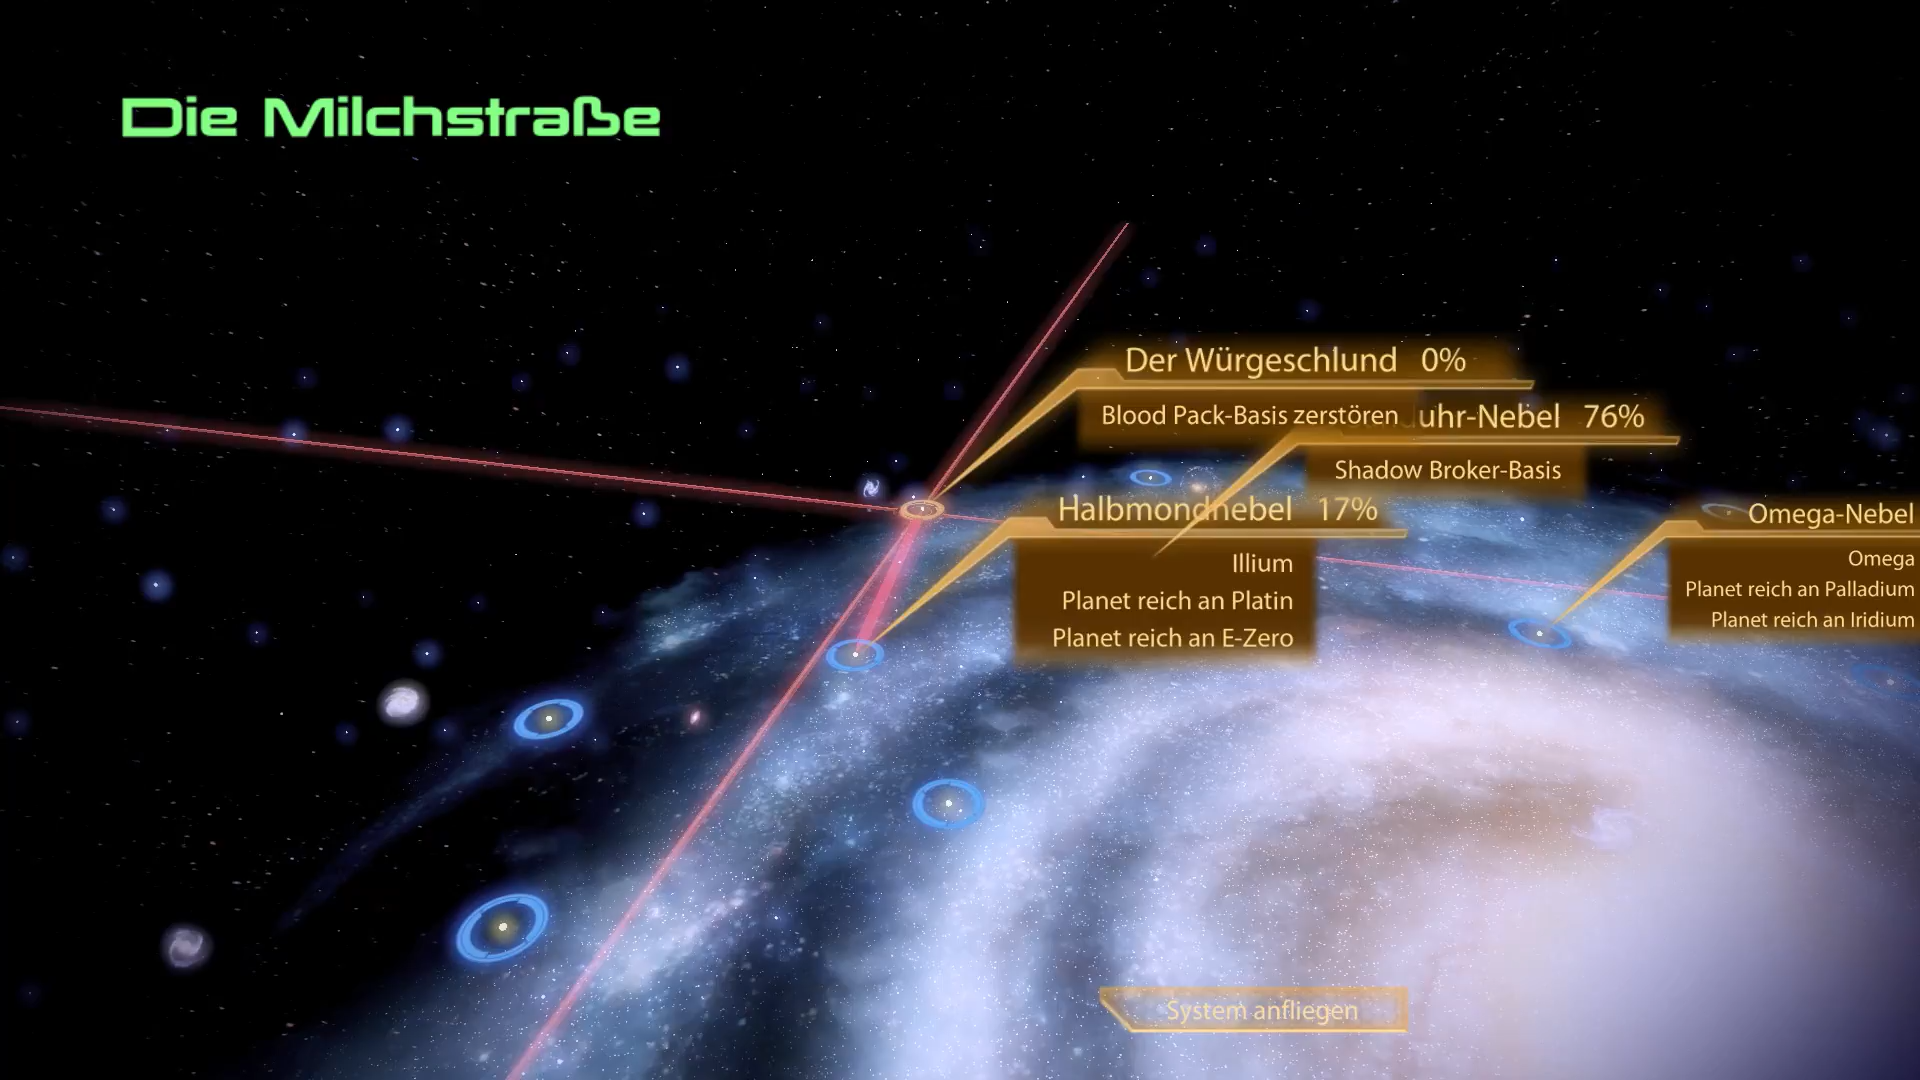 Die Milchstraße
Der Würgeschlund 0%
Blood Pack-Basis zerstören
uhr-Nebel 76%
Shadow Broker-Basis
Halbmondnebel 17%
Illium
Planet reich an Platin
Planet reich an E-Zero
Omega-Nebel
Omega
Planet reich an Palladium
Planet reich an Iridium
System anfliegen